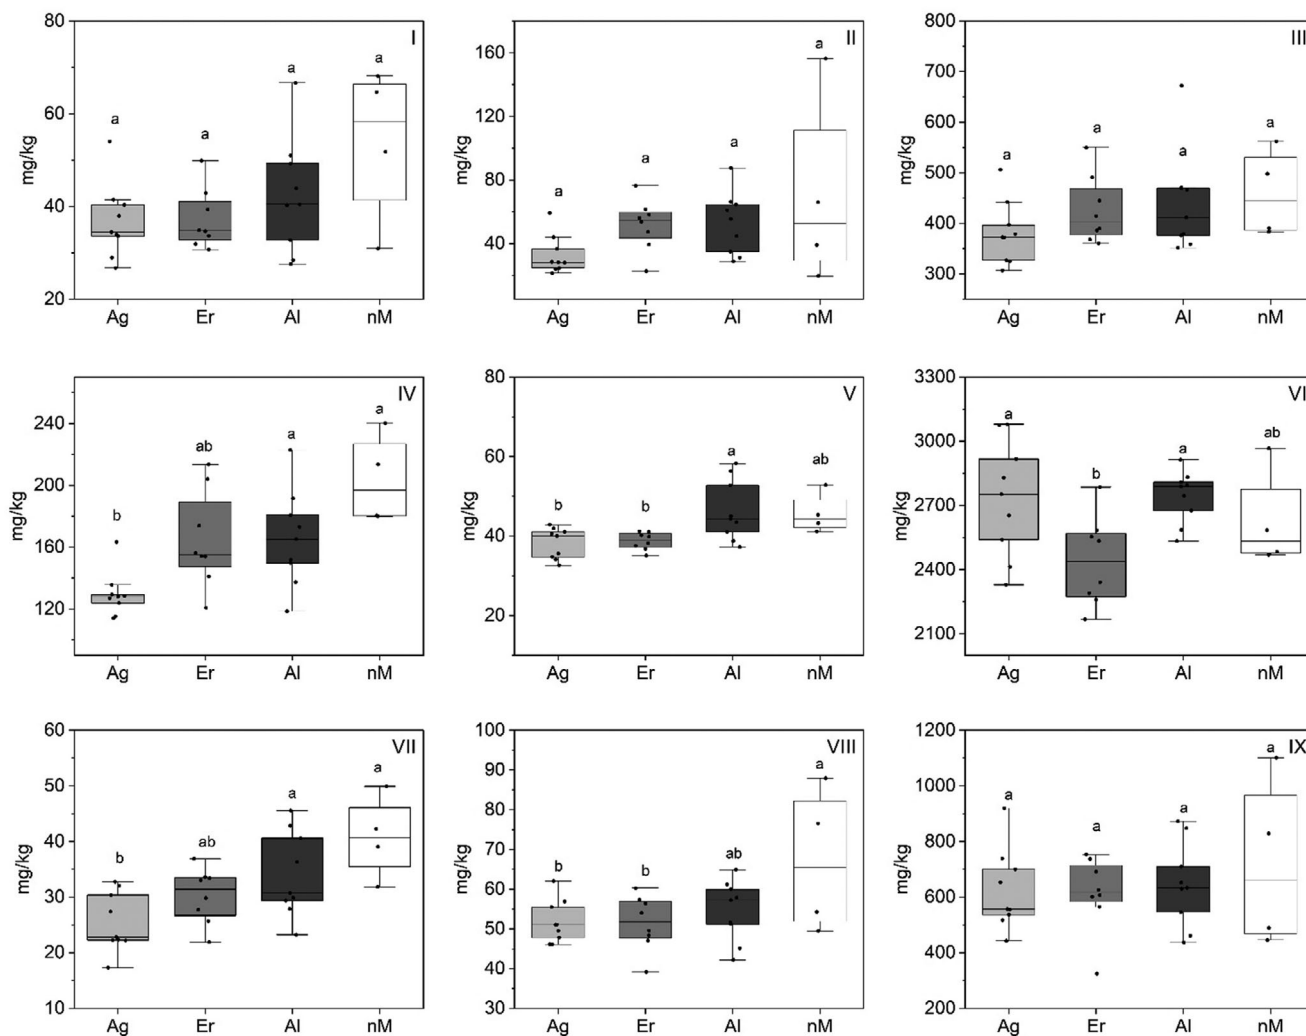 I
mg/kg
80
60
40
20
a a a a
Ag Er Al nM
II
mg/kg
160
120
80
40
a a a a
Ag Er Al nM
III
mg/kg
800
700
600
500
400
300
a a a a
Ag Er Al nM
IV
mg/kg
240
200
160
120
b ab a a
Ag Er Al nM
V
mg/kg
80
60
40
20
b b a ab
Ag Er Al nM
VI
mg/kg
3300
3000
2700
2400
2100
a b a ab
Ag Er Al nM
VII
mg/kg
60
50
40
30
20
10
b ab a a
Ag Er Al nM
VIII
mg/kg
100
90
80
70
60
50
40
30
b b ab a
Ag Er Al nM
IX
mg/kg
1200
1000
800
600
400
200
a a a a
Ag Er Al nM